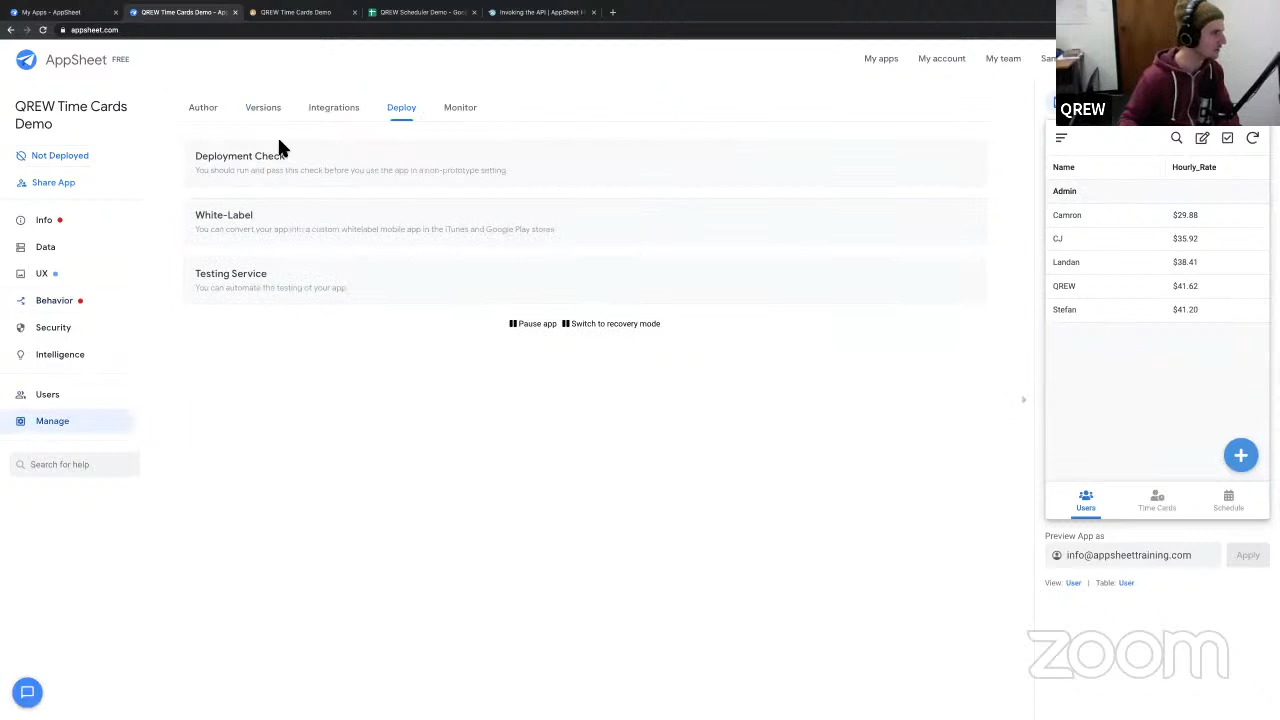 My Apps - AppSheet
QREW Time Cards Demo - Ap
QREW Time Cards Demo
QREW Scheduler Demo - Goo
Invoking the API | AppSheet H
appsheet.com
AppSheet FREE
My apps
My account
My team
Sam
QREW Time Cards
Demo
Not Deployed
Share App
Info
Data
UX
Behavior
Security
Intelligence
Users
Manage
Search for help
Author
Versions
Integrations
Deploy
Monitor
Deployment Check
You should run and pass this check before you use the app in a non-prototype setting
White-Label
You can convert your app into a custom whitelabel mobile app in the iTunes and Google Play stores
Testing Service
You can automate the testing of your app
Pause app Switch to recovery mode
QREW
Name Hourly_Rate
Admin
Camron $29.88
CJ $35.92
Landan $38.41
QREW $41.62
Stefan $41.20
Users Time Cards Schedule
Preview App as
info@appsheettraining.com Apply
View: User | Table: User
zoom